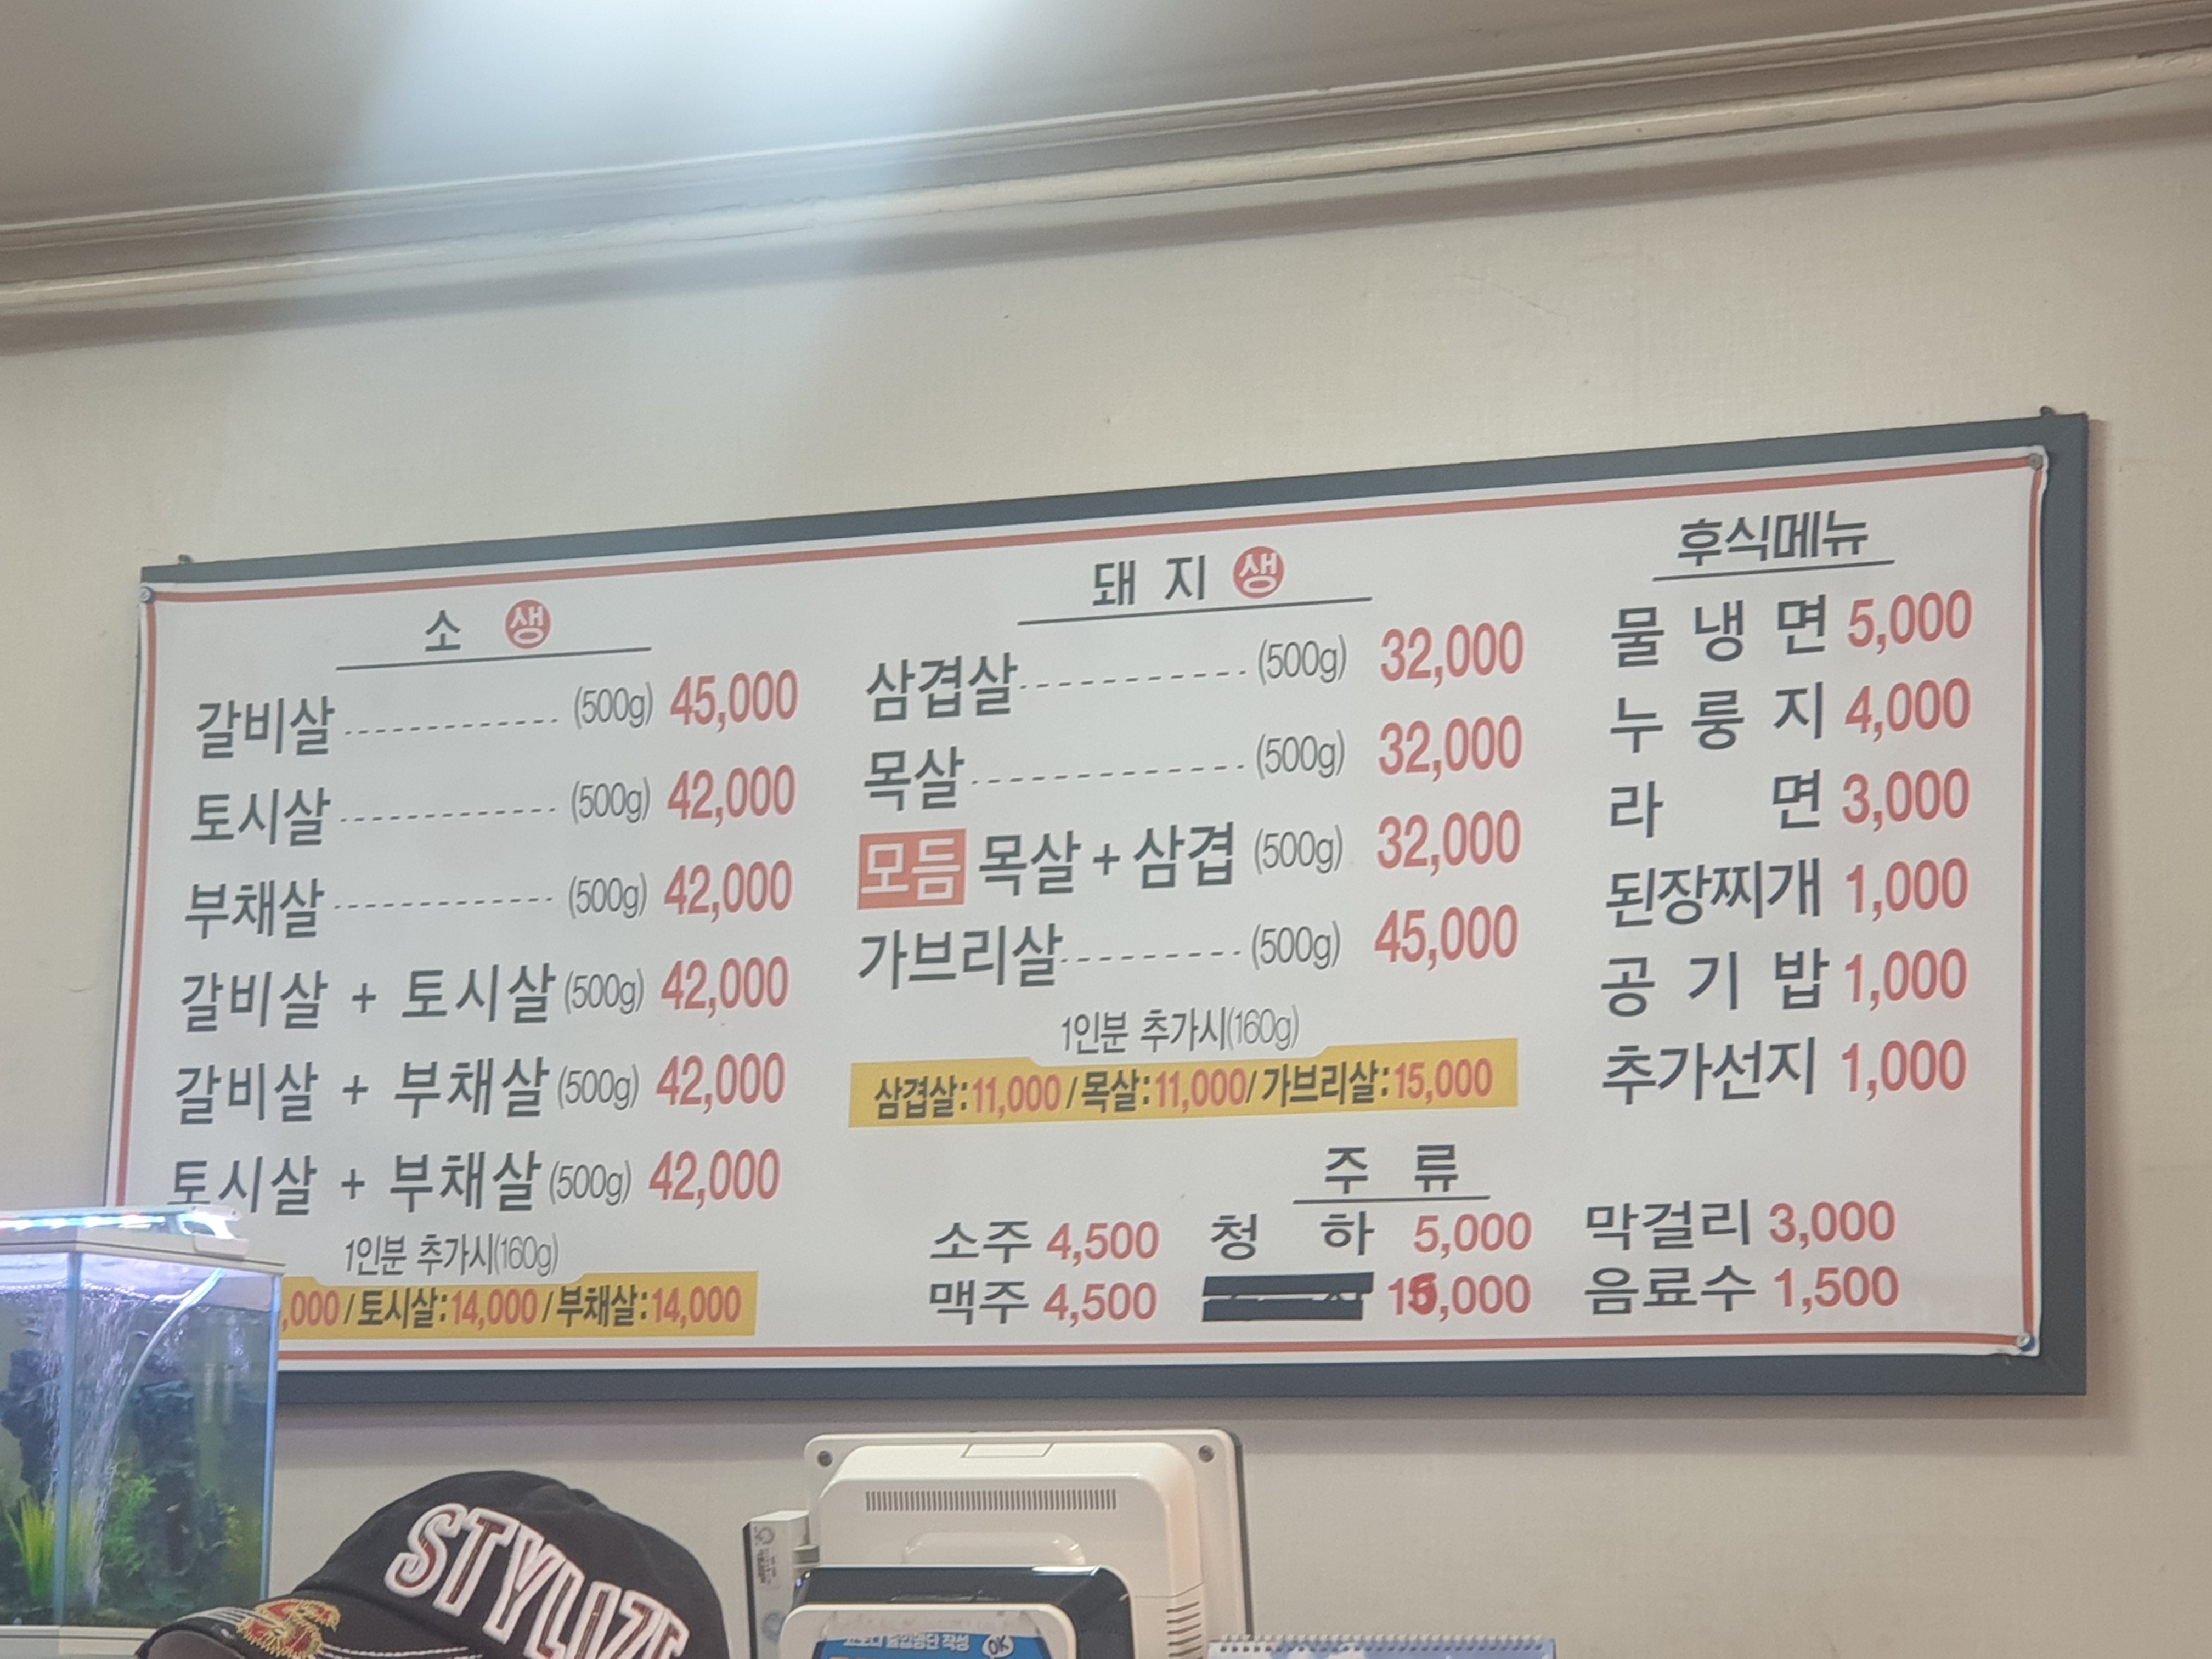 소 생
갈비살 (500g) 45,000
토시살 (500g) 42,000
부채살 (500g) 42,000
갈비살 + 토시살 (500g) 42,000
갈비살 + 부채살 (500g) 42,000
토시살 + 부채살 (500g) 42,000
1인분 추가시(160g)
,000 / 토시살:14,000 / 부채살:14,000
돼 지 생
삼겹살 (500g) 32,000
목살 (500g) 32,000
모듬 목살 + 삼겹 (500g) 32,000
가브리살 (500g) 45,000
1인분 추가시(160g)
삼겹살:11,000 / 목살:11,000 / 가브리살:15,000
후식메뉴
물 냉 면 5,000
누 룽 지 4,000
라 면 3,000
된장찌개 1,000
공 기 밥 1,000
추가선지 1,000
주 류
소주 4,500 청 하 5,000 막걸리 3,000
맥주 4,500 15,000 음료수 1,500
STYLIZE
OK